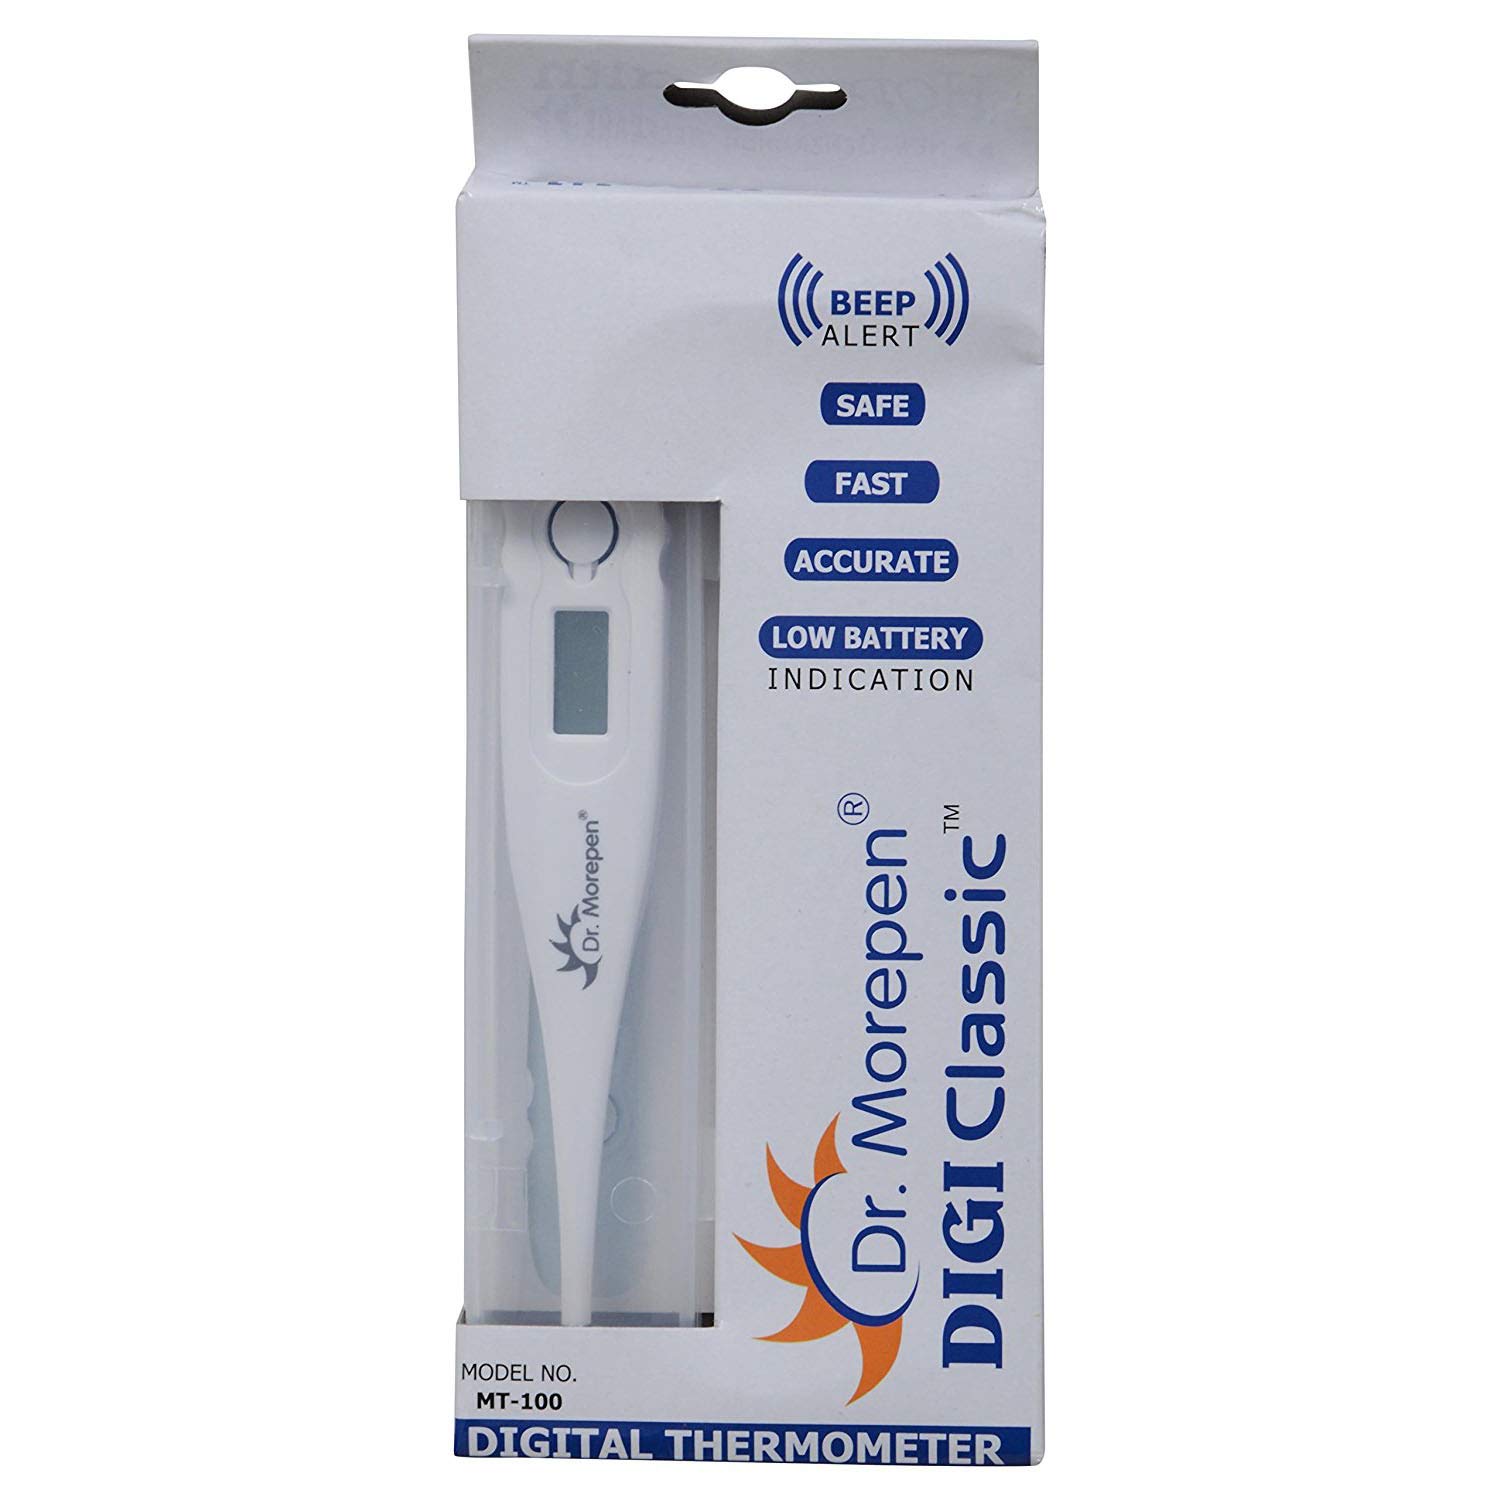 BEEP
ALERT
SAFE
FAST
ACCURATE
LOW BATTERY
INDICATION
Dr. Morepen®
Dr. Morepen®
DIGI Classic™
MODEL NO.
MT-100
DIGITAL THERMOMETER